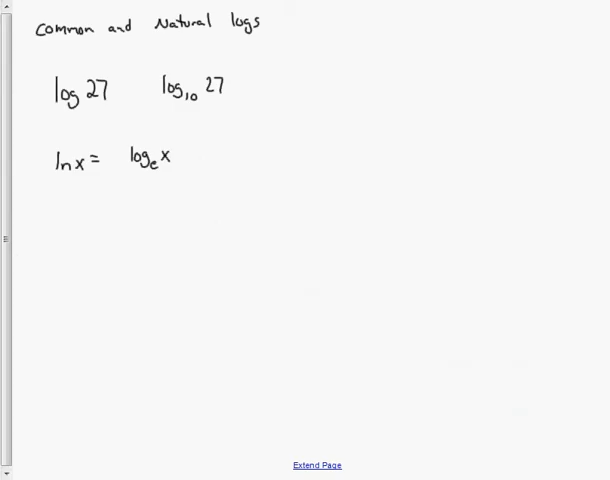 Common and Natural logs
log 27 log₁₀ 27
ln x = logₑ x
Extend Page